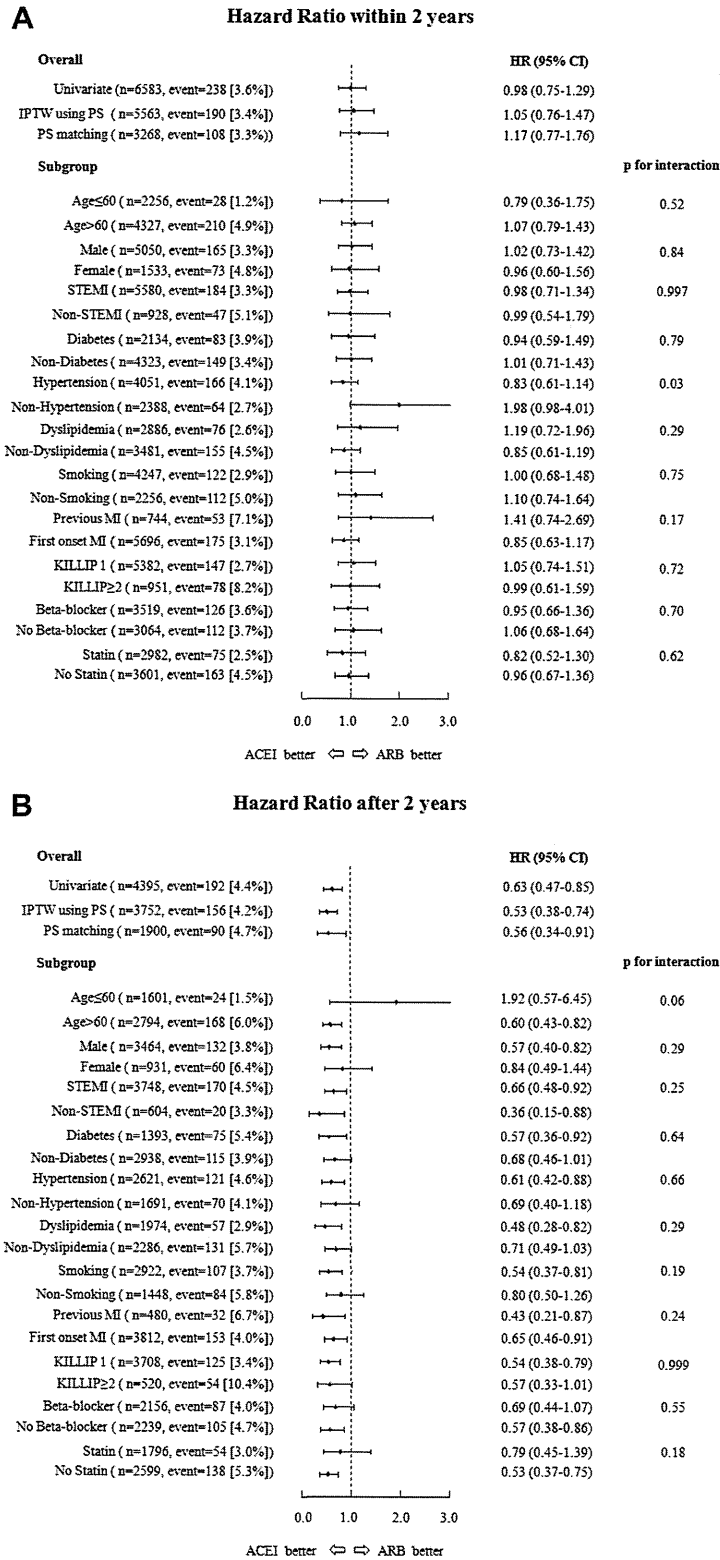 A
Hazard Ratio within 2 years
Overall HR (95% CI)
Univariate (n=6583, event=238 [3.6%]) 0.98 (0.75-1.29)
IPTW using PS (n=5563, event=190 [3.4%]) 1.05 (0.76-1.47)
PS matching (n=3268, event=108 [3.3%]) 1.17 (0.77-1.76)
Subgroup p for interaction
Age≤60 (n=2256, event=28 [1.2%]) 0.79 (0.36-1.75) 0.52
Age>60 ( n=4327, event=210 [4.9%]) 1.07 (0.79-1.43)
Male ( n=5050, event=165 [3.3%]) 1.02 (0.73-1.42) 0.84
Female ( n=1533, event=73 [4.8%]) 0.96 (0.60-1.56)
STEMI ( n=5580, event=184 [3.3%]) 0.98 (0.71-1.34) 0.997
Non-STEMI ( n=928, event=47 [5.1%]) 0.99 (0.54-1.79)
Diabetes ( n=2134, event=83 [3.9%]) 0.94 (0.59-1.49) 0.79
Non-Diabetes ( n=4323, event=149 [3.4%]) 1.01 (0.71-1.43)
Hypertension ( n=4051, event=166 [4.1%]) 0.83 (0.61-1.14) 0.03
Non-Hypertension ( n=2388, event=64 [2.7%]) 1.98 (0.98-4.01)
Dyslipidemia ( n=2886, event=76 [2.6%]) 1.19 (0.72-1.96) 0.29
Non-Dyslipidemia ( n=3481, event=155 [4.5%]) 0.85 (0.61-1.19)
Smoking ( n=4247, event=122 [2.9%]) 1.00 (0.68-1.48) 0.75
Non-Smoking ( n=2256, event=112 [5.0%]) 1.10 (0.74-1.64)
Previous MI ( n=744, event=53 [7.1%]) 1.41 (0.74-2.69) 0.17
First onset MI ( n=5696, event=175 [3.1%]) 0.85 (0.63-1.17)
KILLIP 1 ( n=5382, event=147 [2.7%]) 1.05 (0.74-1.51) 0.72
KILLIP≥2 ( n=951, event=78 [8.2%]) 0.99 (0.61-1.59)
Beta-blocker ( n=3519, event=126 [3.6%]) 0.95 (0.66-1.36) 0.70
No Beta-blocker ( n=3064, event=112 [3.7%]) 1.06 (0.68-1.64)
Statin ( n=2982, event=75 [2.5%]) 0.82 (0.52-1.30) 0.62
No Statin ( n=3601, event=163 [4.5%]) 0.96 (0.67-1.36)
0.0 1.0 2.0 3.0
ACEI better ⇦ ⇨ ARB better
B
Hazard Ratio after 2 years
Overall HR (95% CI)
Univariate ( n=4395, event=192 [4.4%]) 0.63 (0.47-0.85)
IPTW using PS ( n=3752, event=156 [4.2%]) 0.53 (0.38-0.74)
PS matching ( n=1900, event=90 [4.7%]) 0.56 (0.34-0.91)
Subgroup p for interaction
Age≤60 ( n=1601, event=24 [1.5%]) 1.92 (0.57-6.45) 0.06
Age>60 ( n=2794, event=168 [6.0%]) 0.60 (0.43-0.82)
Male ( n=3464, event=132 [3.8%]) 0.57 (0.40-0.82) 0.29
Female ( n=931, event=60 [6.4%]) 0.84 (0.49-1.44)
STEMI ( n=3748, event=170 [4.5%]) 0.66 (0.48-0.92) 0.25
Non-STEMI ( n=604, event=20 [3.3%]) 0.36 (0.15-0.88)
Diabetes ( n=1393, event=75 [5.4%]) 0.57 (0.36-0.92) 0.64
Non-Diabetes ( n=2938, event=115 [3.9%]) 0.68 (0.46-1.01)
Hypertension ( n=2621, event=121 [4.6%]) 0.61 (0.42-0.88) 0.66
Non-Hypertension ( n=1691, event=70 [4.1%]) 0.69 (0.40-1.18)
Dyslipidemia ( n=1974, event=57 [2.9%]) 0.48 (0.28-0.82) 0.29
Non-Dyslipidemia ( n=2286, event=131 [5.7%]) 0.71 (0.49-1.03)
Smoking ( n=2922, event=107 [3.7%]) 0.54 (0.37-0.81) 0.19
Non-Smoking ( n=1448, event=84 [5.8%]) 0.80 (0.50-1.26)
Previous MI ( n=480, event=32 [6.7%]) 0.43 (0.21-0.87) 0.24
First onset MI ( n=3812, event=153 [4.0%]) 0.65 (0.46-0.91)
KILLIP 1 ( n=3708, event=125 [3.4%]) 0.54 (0.38-0.79) 0.999
KILLIP≥2 ( n=520, event=54 [10.4%]) 0.57 (0.33-1.01)
Beta-blocker ( n=2156, event=87 [4.0%]) 0.69 (0.44-1.07) 0.55
No Beta-blocker ( n=2239, event=105 [4.7%]) 0.57 (0.38-0.86)
Statin ( n=1796, event=54 [3.0%]) 0.79 (0.45-1.39) 0.18
No Statin ( n=2599, event=138 [5.3%]) 0.53 (0.37-0.75)
0.0 1.0 2.0 3.0
ACEI better ⇦ ⇨ ARB better